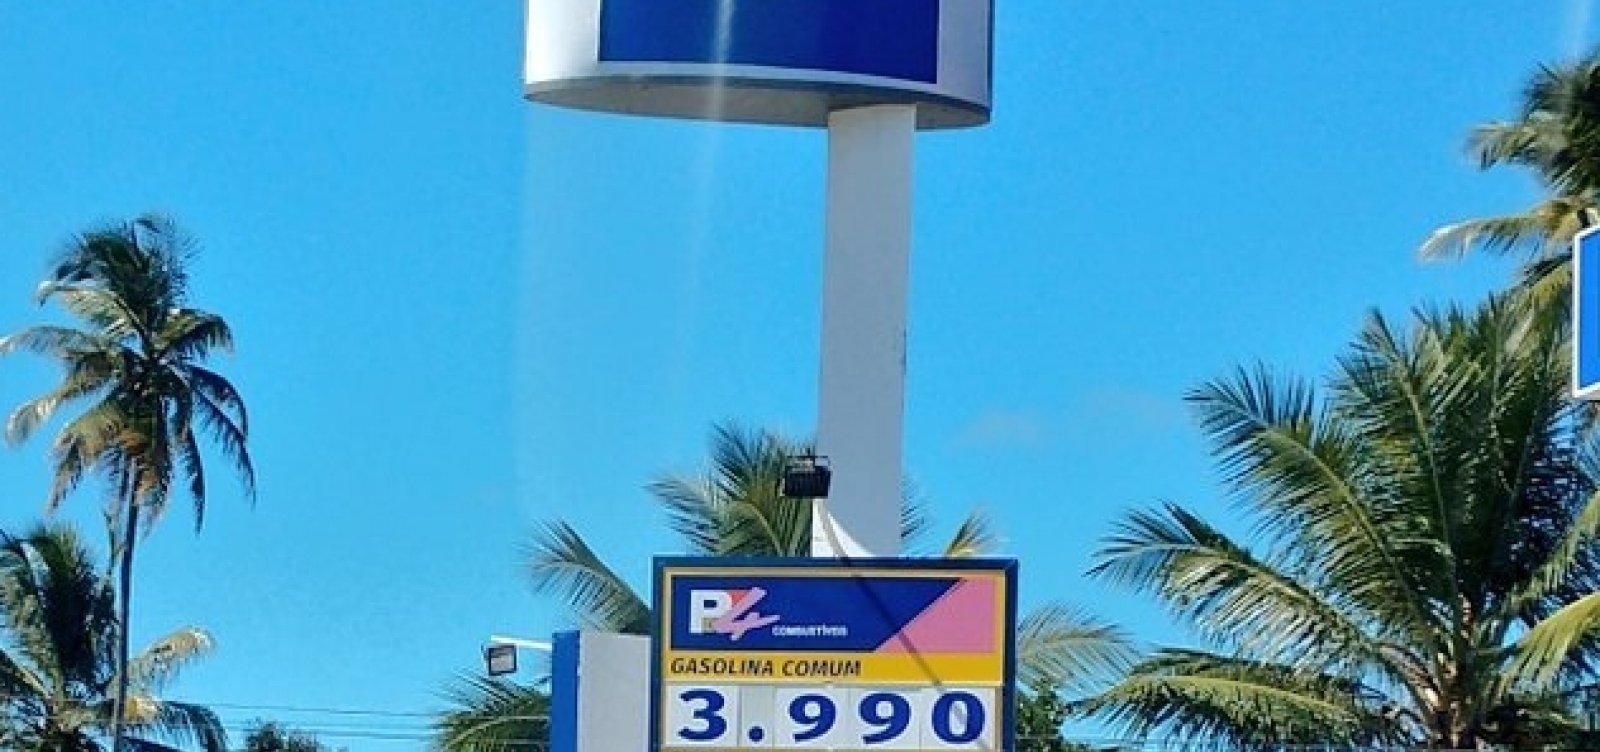 P4 COMBUSTÍVEIS
GASOLINA COMUM
3.990